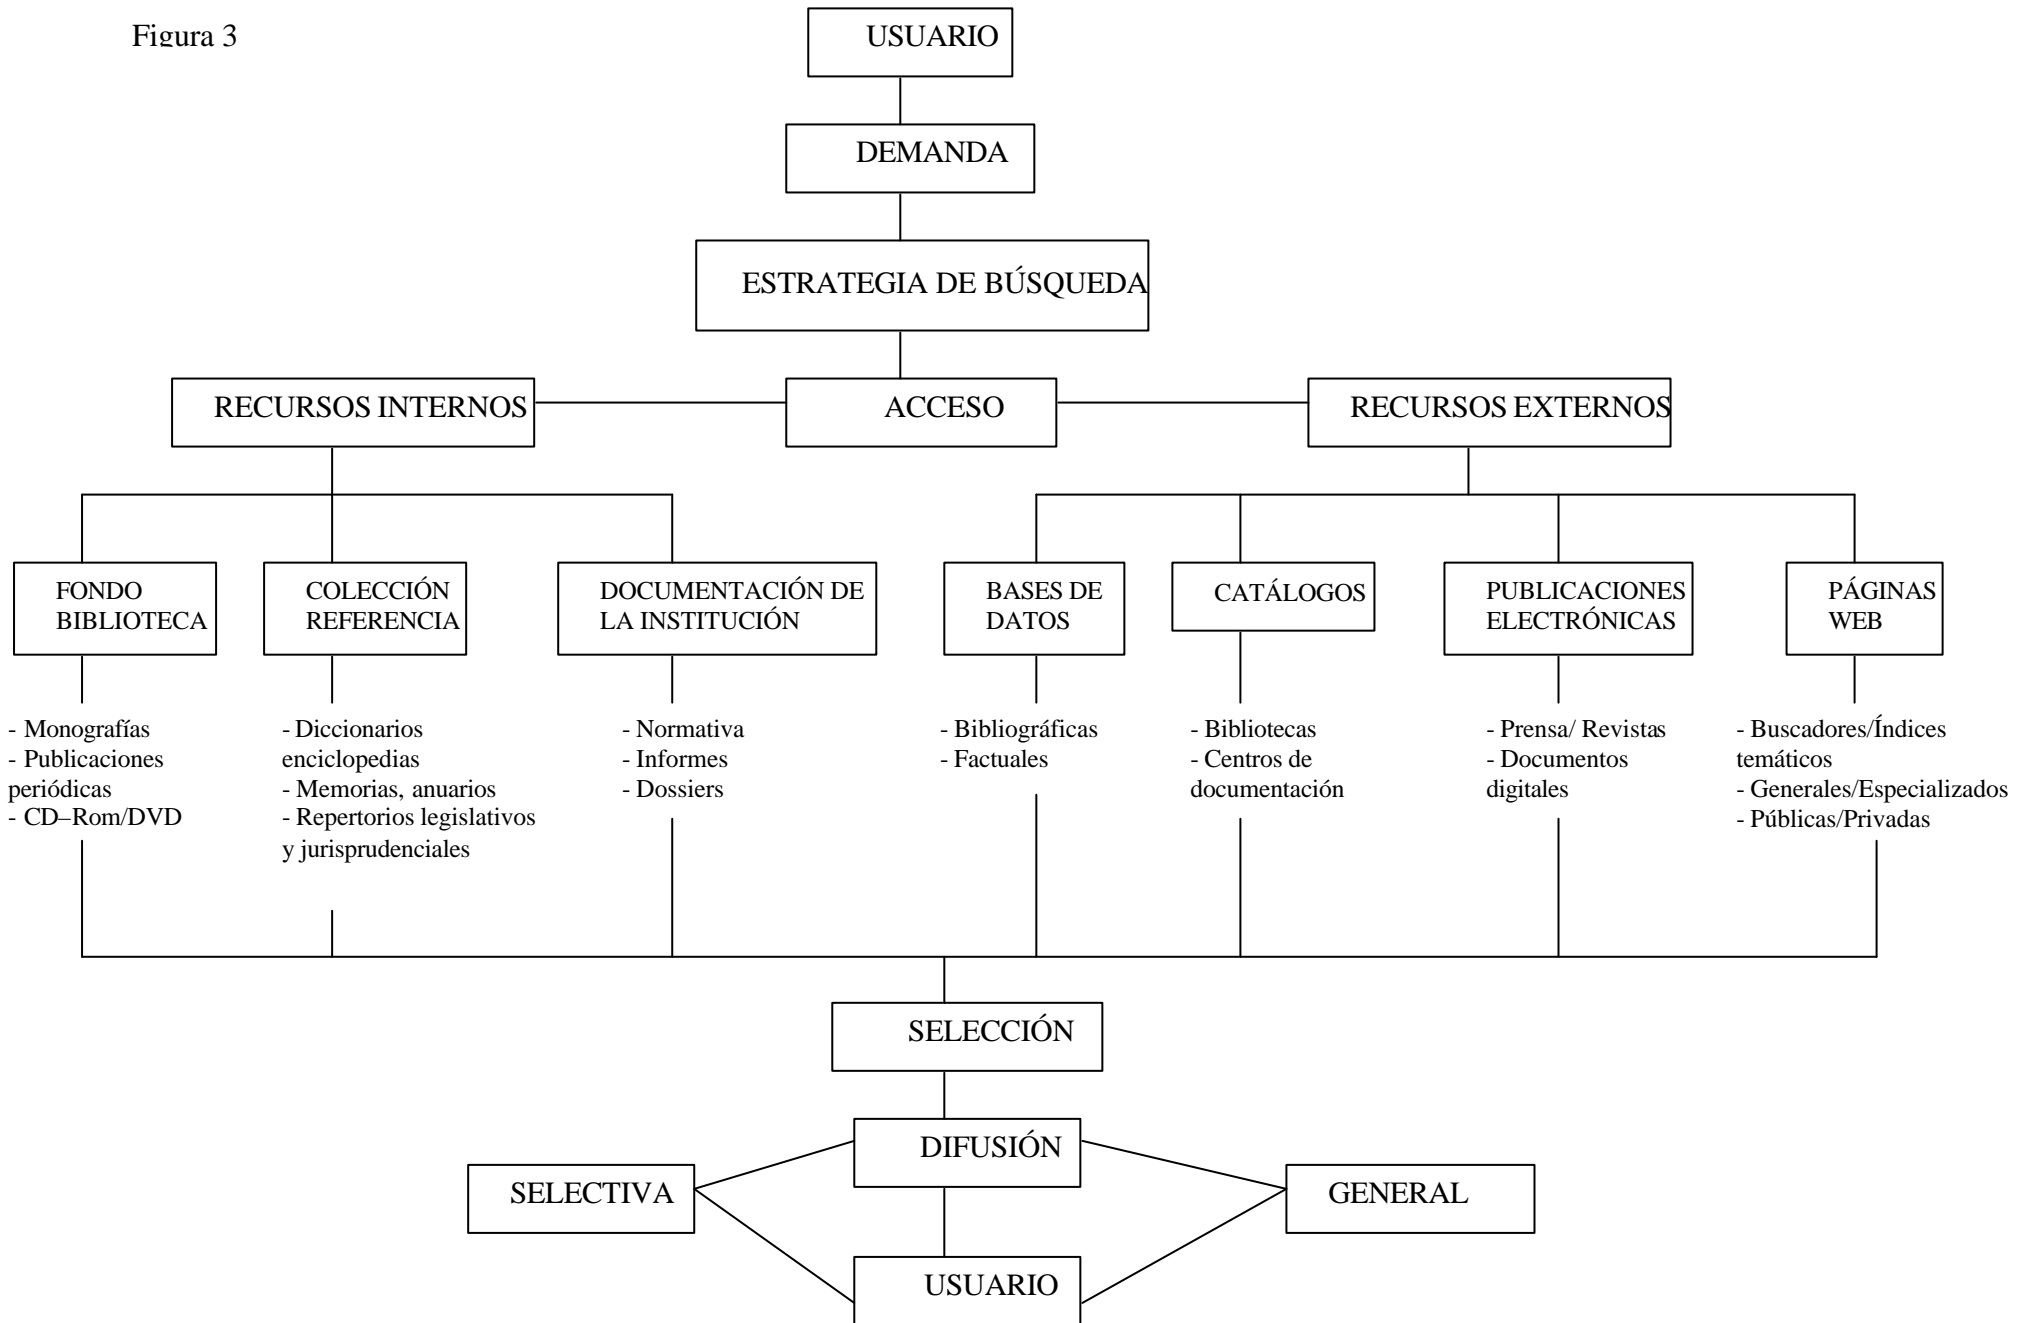 Figura 3
USUARIO
DEMANDA
ESTRATEGIA DE BÚSQUEDA
RECURSOS INTERNOS
ACCESO
RECURSOS EXTERNOS
FONDO
BIBLIOTECA
COLECCIÓN
REFERENCIA
DOCUMENTACIÓN DE
LA INSTITUCIÓN
BASES DE
DATOS
CATÁLOGOS
PUBLICACIONES
ELECTRÓNICAS
PÁGINAS
WEB
- Monografías
- Publicaciones
periódicas
- CD–Rom/DVD
- Diccionarios
enciclopedias
- Memorias, anuarios
- Repertorios legislativos
y jurisprudenciales
- Normativa
- Informes
- Dossiers
- Bibliográficas
- Factuales
- Bibliotecas
- Centros de
documentación
- Prensa/ Revistas
- Documentos
digitales
- Buscadores/Índices
temáticos
- Generales/Especializados
- Públicas/Privadas
SELECCIÓN
DIFUSIÓN
SELECTIVA
GENERAL
USUARIO